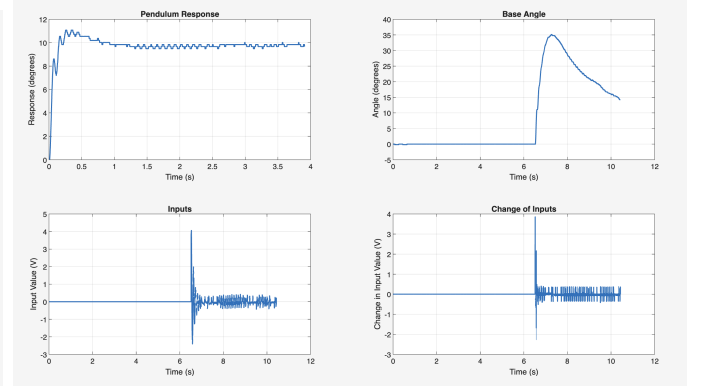 Pendulum Response
Response (degrees)
12
10
8
6
4
2
0
0 0.5 1 1.5 2 2.5 3 3.5 4
Time (s)
Base Angle
Angle (degrees)
40
35
30
25
20
15
10
5
0
-5
0 2 4 6 8 10 12
Time (s)
Inputs
Input Value (V)
5
4
3
2
1
0
-1
-2
-3
0 2 4 6 8 10 12
Time (s)
Change of Inputs
Change in Input Value (V)
4
3
2
1
0
-1
-2
-3
0 2 4 6 8 10 12
Time (s)